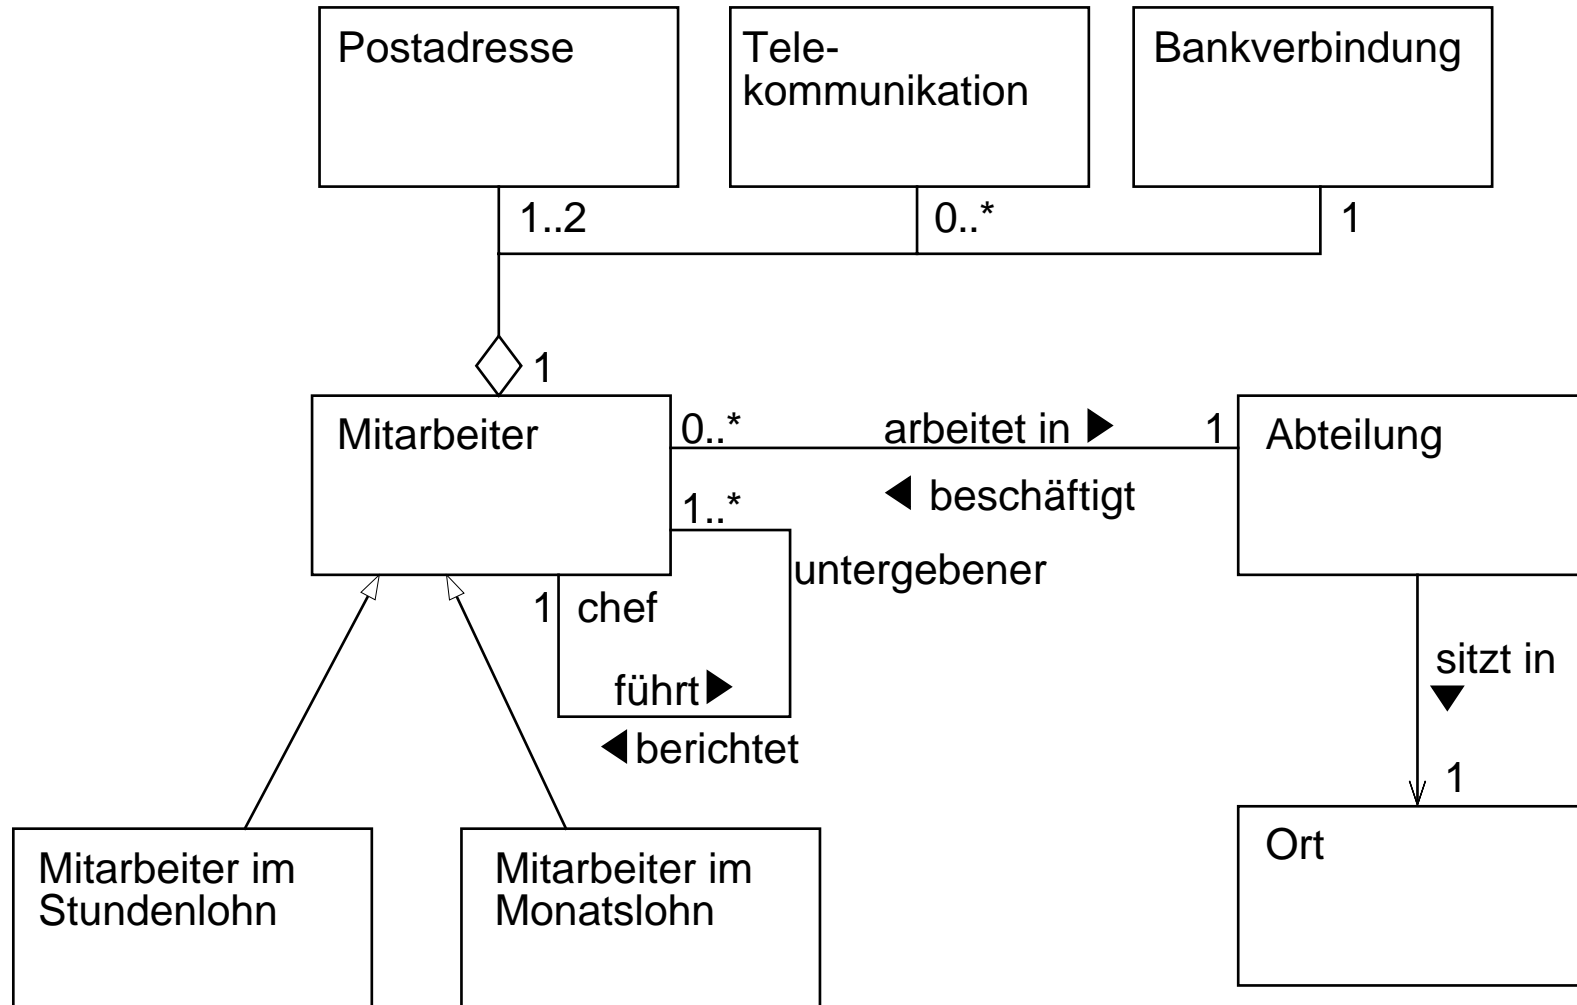 Postadresse
Tele-
kommunikation
Bankverbindung
1..2
0..*
1
1
Mitarbeiter
0..*
arbeitet in ▶
1
Abteilung
◀ beschäftigt
1..*
untergebener
1
chef
führt ▶
◀ berichtet
sitzt in
▼
1
Mitarbeiter im
Stundenlohn
Mitarbeiter im
Monatslohn
Ort